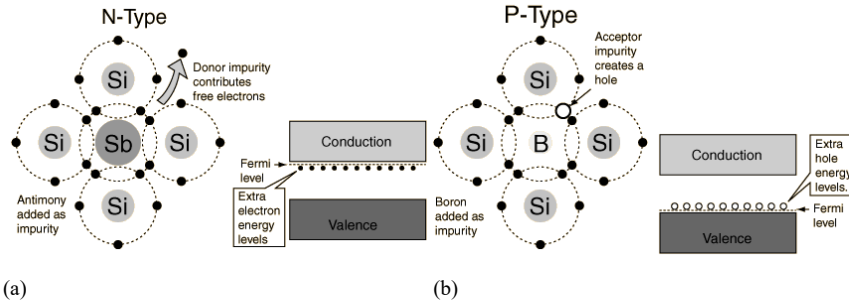 N-Type
Si
Donor impurity
contributes
free electrons
Si
Sb
Si
Antimony
added as
impurity
Si
Conduction
Fermi
level
Extra
electron
energy
levels
Valence
P-Type
Acceptor
impurity
creates a
hole
Si
Si
B
Si
Boron
added as
impurity
Si
Extra
hole
energy
levels.
Conduction
Fermi
level
Valence
(a)
(b)